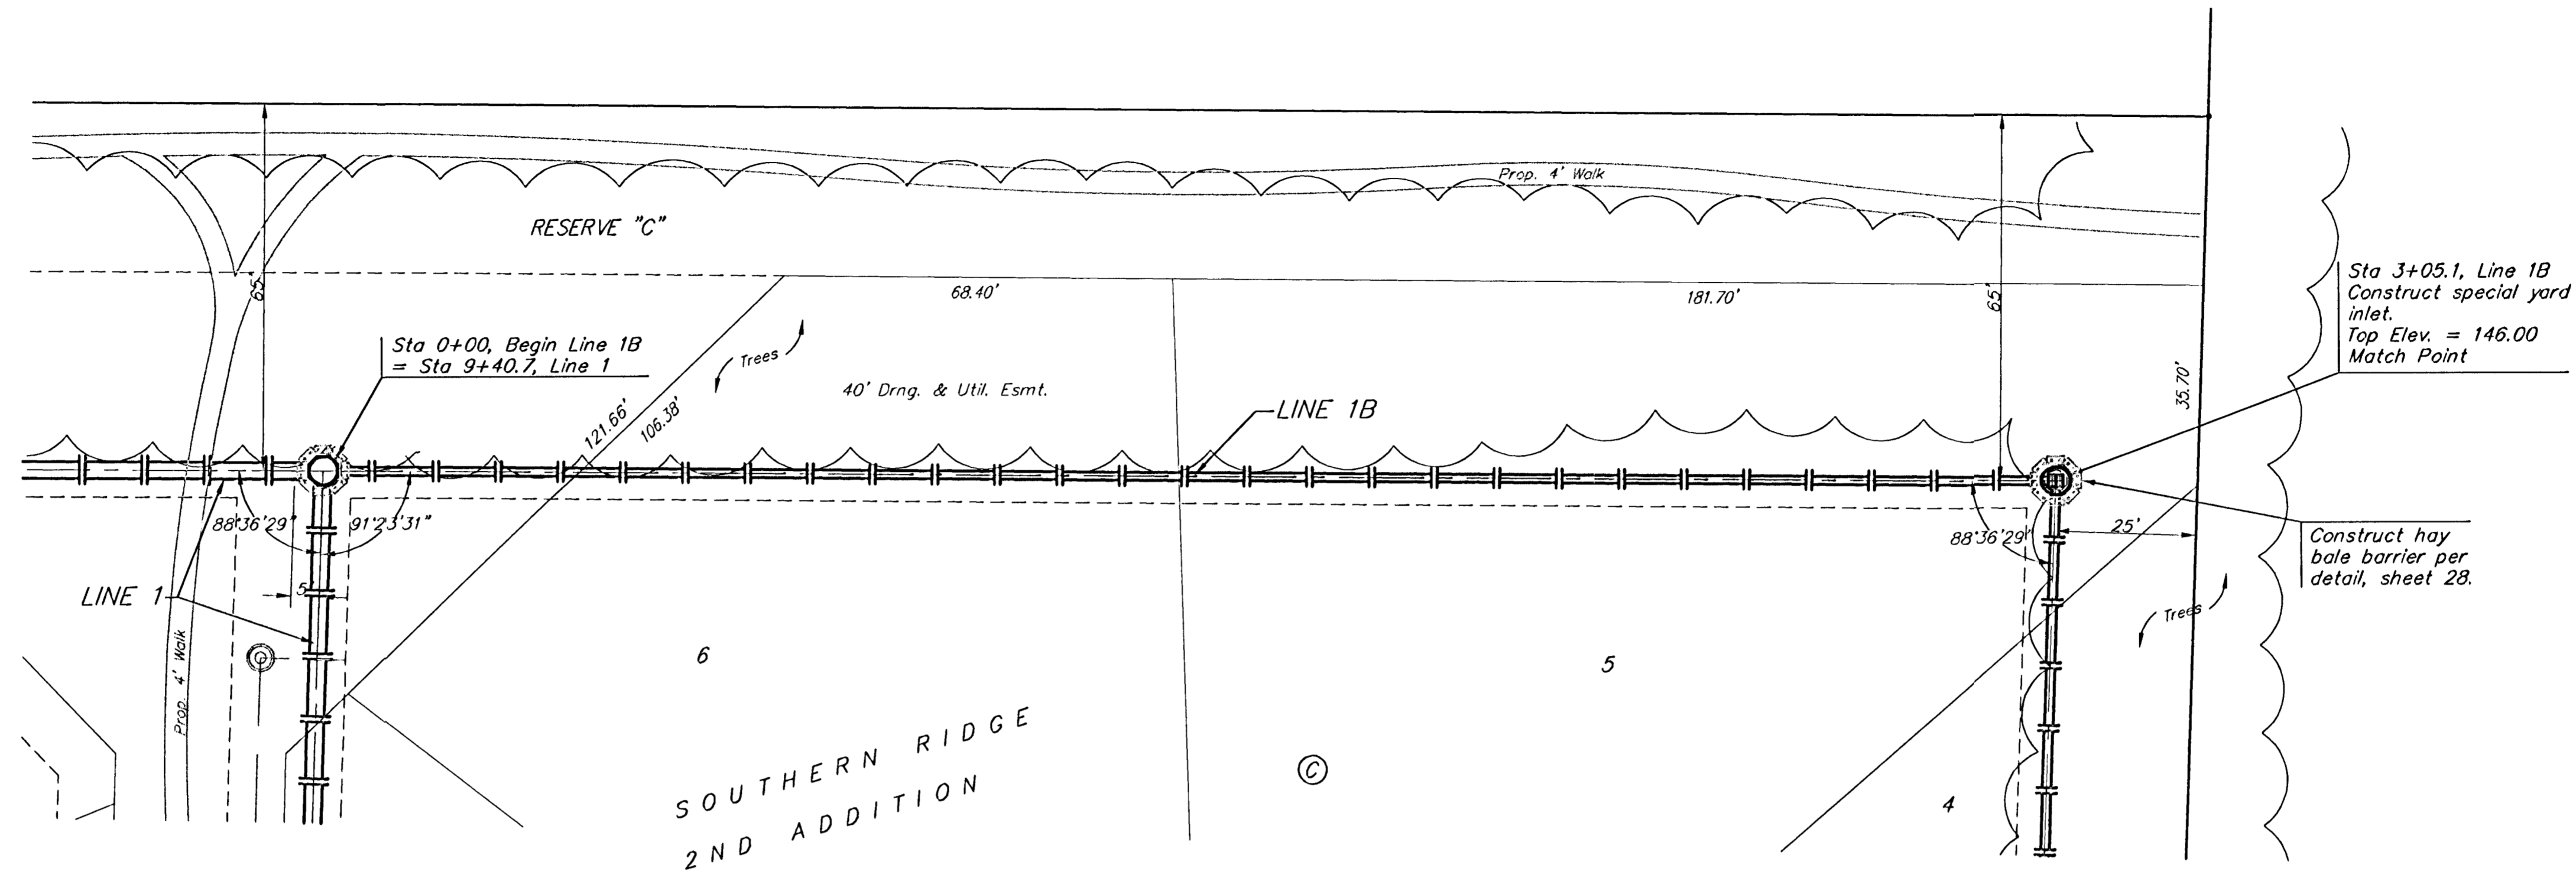 Prop. 4' Walk
RESERVE "C"
65'
68.40'
181.70'
65'
Sta 3+05.1, Line 1B
Construct special yard
inlet.
Top Elev. = 146.00
Match Point
Sta 0+00, Begin Line 1B
= Sta 9+40.7, Line 1
Trees
40' Drng. & Util. Esmt.
121.66'
106.38'
LINE 1B
35.70'
88°36'29"
91°23'31"
88°36'29"
25'
Construct hay
bale barrier per
detail, sheet 28.
LINE 1
5'
Trees
Prop. 4' Walk
6
5
SOUTHERN RIDGE
2ND ADDITION
C
4